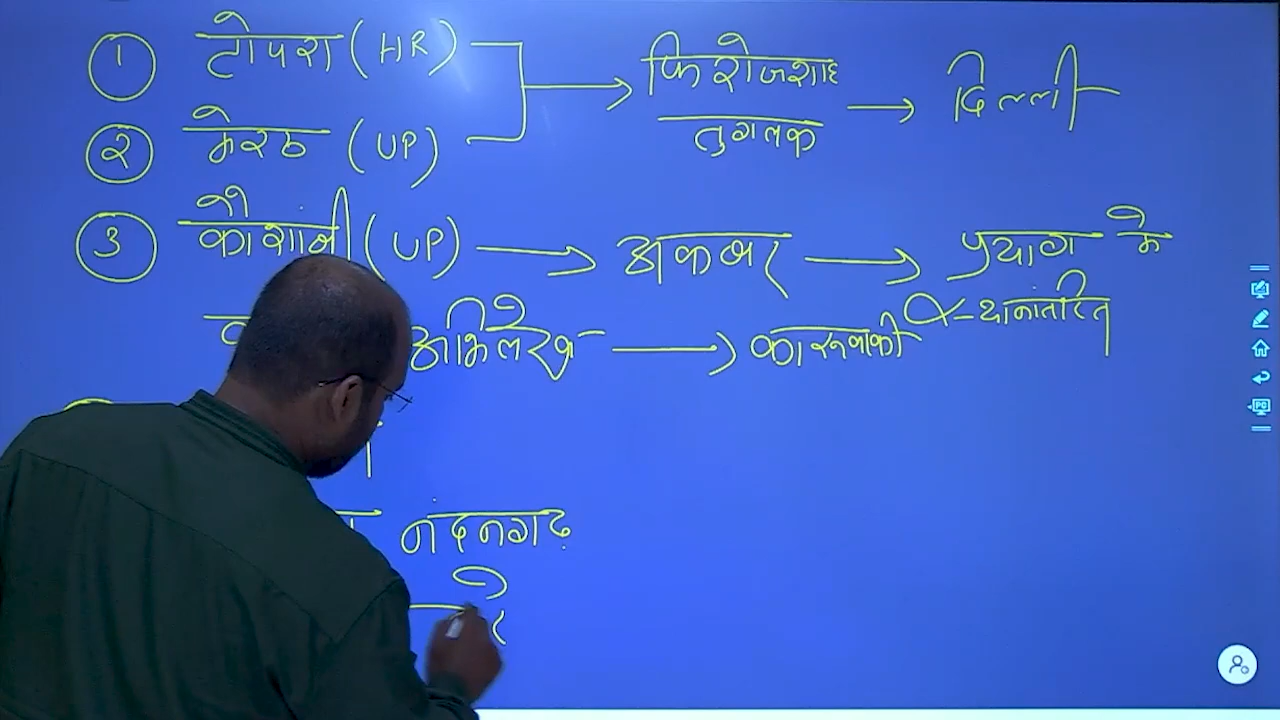 ① टोपरा (HR)
② मेरठ (UP)
→ फिरोजशाह
तुगलक → दिल्ली
③ कौशांबी (UP) → अकबर → प्रयाग में
स्थानांतरित
अभिलेख → कारूवाकी
नंदनगढ़